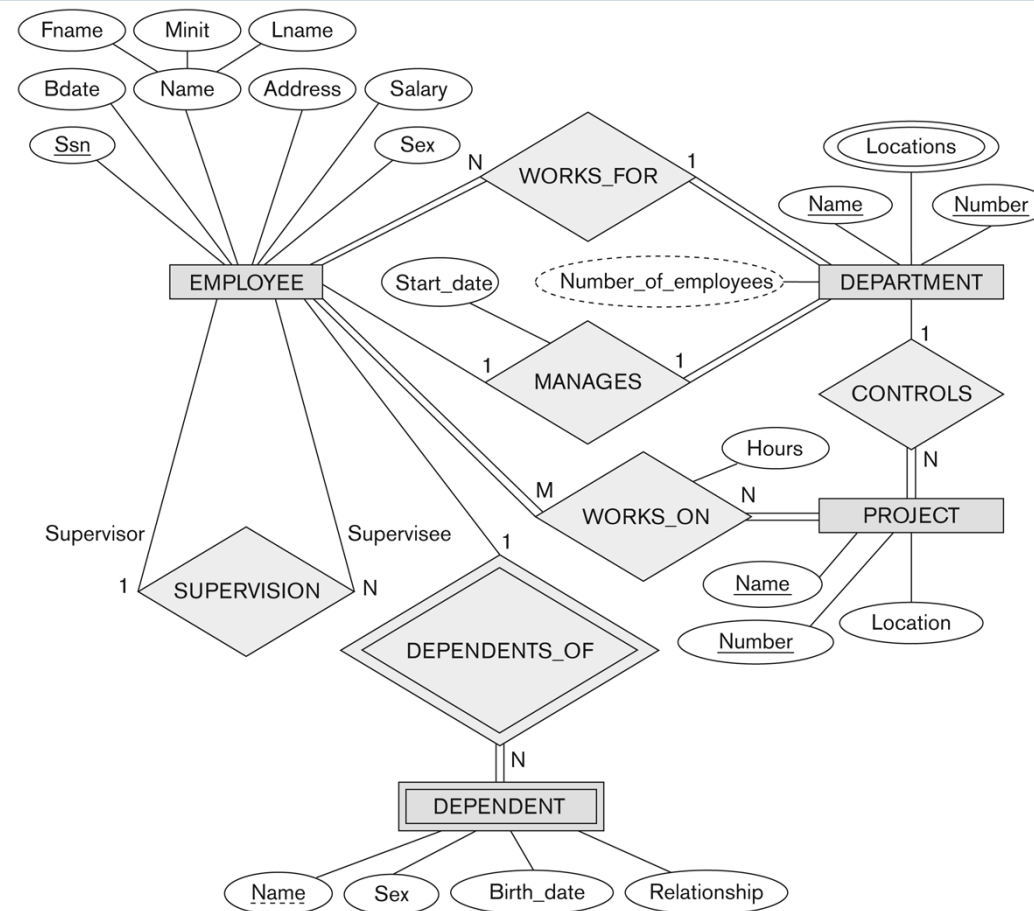 Fname Minit Lname
Bdate Name Address Salary
Ssn Sex
N WORKS_FOR 1
Locations
Name Number
EMPLOYEE Start_date Number_of_employees DEPARTMENT
1 MANAGES 1
1
CONTROLS
N
Hours
M WORKS_ON N PROJECT
Supervisor Supervisee 1
1 SUPERVISION N
Name
Number Location
DEPENDENTS_OF
N
DEPENDENT
Name Sex Birth_date Relationship